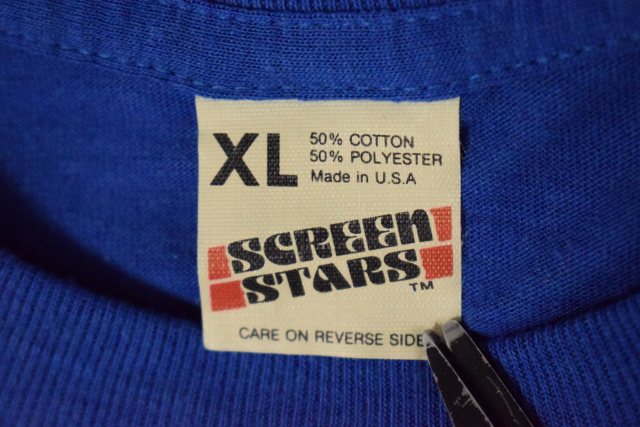 XL
50% COTTON
50% POLYESTER
Made in U.S.A
SCREEN
STARS
TM
CARE ON REVERSE SIDE